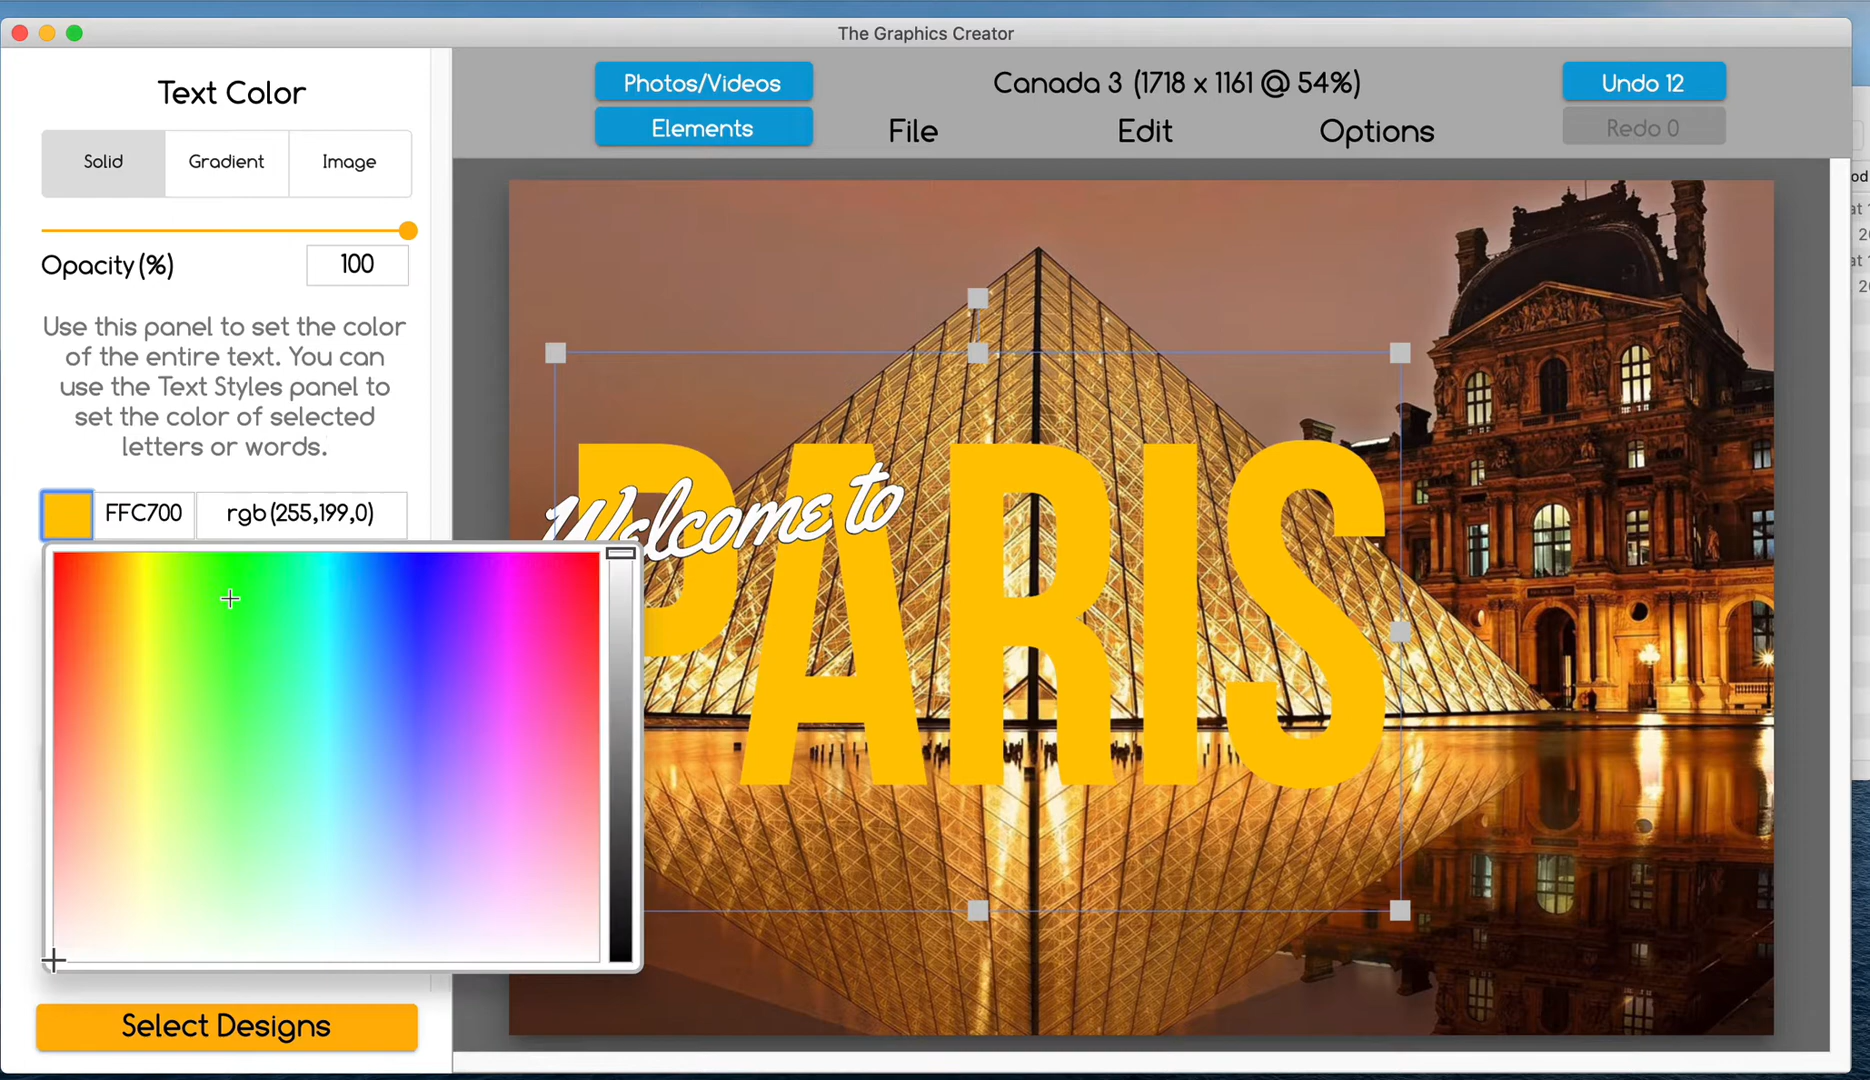 The Graphics Creator
Text Color
Solid
Gradient
Image
Opacity (%)
100
Use this panel to set the color
of the entire text. You can
use the Text Styles panel to
set the color of selected
letters or words.
FFC700
rgb(255,199,0)
Select Designs
Photos/Videos
Elements
Canada 3 (1718 x 1161 @ 54%)
File
Edit
Options
Undo 12
Redo 0
Welcome to
PARIS